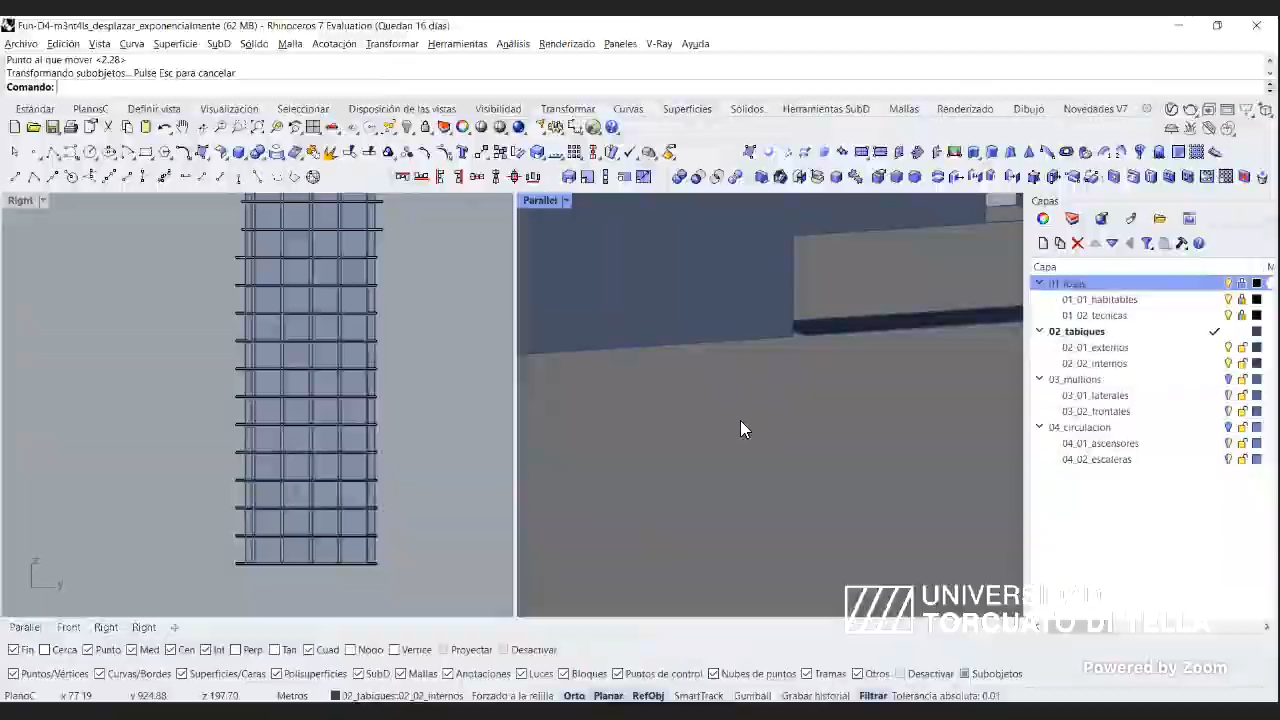 Fun-D4-m3nt4ls_desplazar_exponencialmente (62 MB) - Rhinoceros 7 Evaluation (Quedan 16 días)
Archivo Edición Vista Curva Superficie SubD Sólido Malla Acotación Transformar Herramientas Análisis Renderizado Paneles V-Ray Ayuda
Punto al que mover <2.28>
Transformando subobjetos... Pulse Esc para cancelar
Comando:
Estándar PlanosC Definir vista Visualización Seleccionar Disposición de las vistas Visibilidad Transformar Curvas Superficies Sólidos Herramientas SubD Mallas Renderizado Dibujo Novedades V7
Right
Parallel
Capas
Capa M
01_01_habitables
01_02_tecnicas
02_tabiques
02_01_externos
02_02_internos
03_mullions
03_01_laterales
03_02_frontales
04_circulacion
04_01_ascensores
04_02_escaleras
z
y
UNIVERSIDAD
TORCUATO DI TELLA
Parallel Front Right Right
Fin Cerca Punto Med Cen Int Perp Tan Cuad Nodo Vértice Proyectar Desactivar
Powered by Zoom
Puntos/Vértices Curvas/Bordes Superficies/Caras Polisuperficies SubD Mallas Anotaciones Luces Bloques Puntos de control Nubes de puntos Tramas Otros Desactivar Subobjetos
PlanoC x 77.19 y 924.88 z 197.70 Metros 02_tabiques::02_02_internos Forzado a la rejilla Orto Planar RefObj SmartTrack Gumball Grabar historial Filtrar Tolerancia absoluta: 0.01